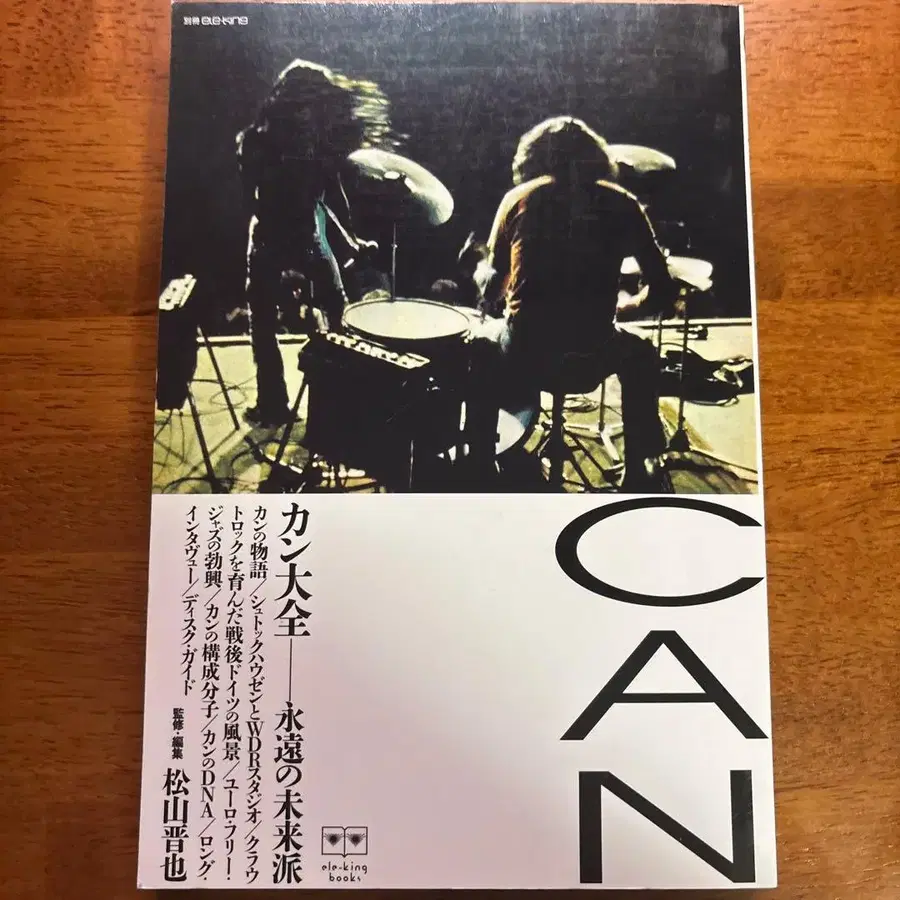 別冊 ele-king
CAN
カン大全――永遠の未来派
カンの物語/シュトックハウゼンとWDRスタジオ/クラウ
トロックを育んだ戦後ドイツの風景/ユーロ・フリー・
ジャズの勃興/カンの構成分子/カンのDNA/ロング・
インタヴュー/ディスク・ガイド
監修・編集 松山晋也
ele-king
books